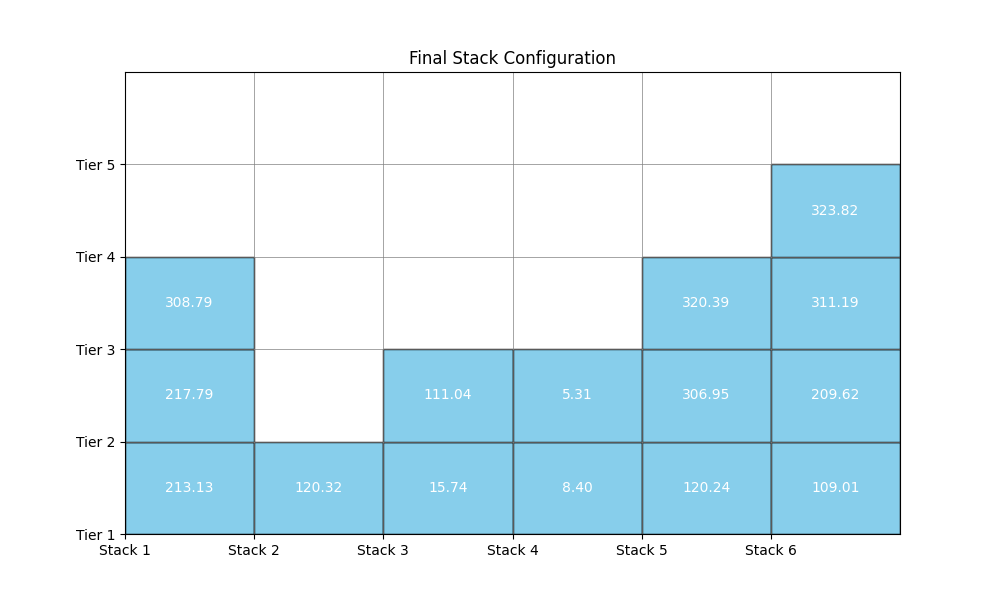 Final Stack Configuration
Tier 5
323.82
Tier 4
308.79 320.39 311.19
Tier 3
217.79 111.04 5.31 306.95 209.62
Tier 2
213.13 120.32 15.74 8.40 120.24 109.01
Tier 1
Stack 1 Stack 2 Stack 3 Stack 4 Stack 5 Stack 6